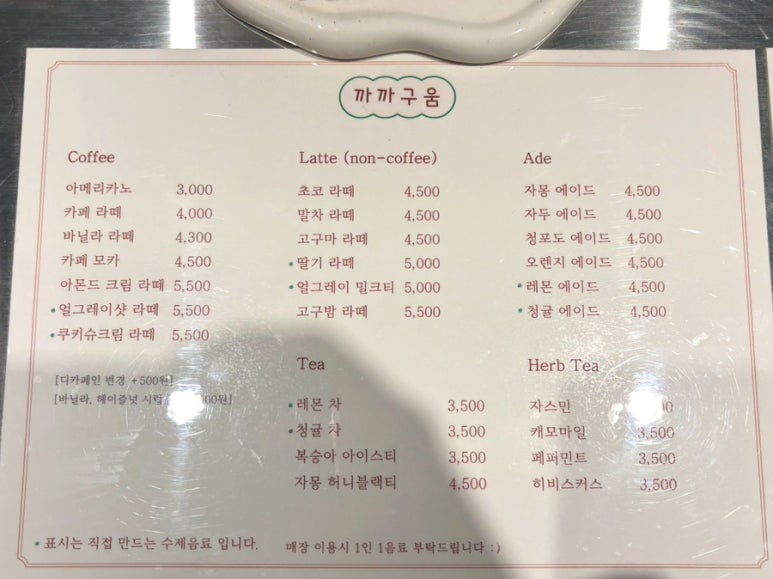 까까구움
Coffee
아메리카노 3,000
카페 라떼 4,000
바닐라 라떼 4,300
카페 모카 4,500
아몬드 크림 라떼 5,500
•얼그레이샷 라떼 5,500
•쿠키슈크림 라떼 5,500
[디카페인 변경 +500원]
[바닐라, 헤이즐넛 시럽
Latte (non-coffee)
초코 라떼 4,500
말차 라떼 4,500
고구마 라떼 4,500
•딸기 라떼 5,000
•얼그레이 밀크티 5,000
고구밤 라떼 5,500
Ade
자몽 에이드 4,500
자두 에이드 4,500
청포도 에이드 4,500
오렌지 에이드 4,500
•레몬 에이드 4,500
•청귤 에이드 4,500
Tea
•레몬 차 3,500
•청귤 차 3,500
복숭아 아이스티 3,500
자몽 허니블랙티 4,500
Herb Tea
자스민
캐모마일 3,500
페퍼민트 3,500
히비스커스 3,500
• 표시는 직접 만드는 수제음료 입니다.
매장 이용시 1인 1음료 부탁드립니다 :)